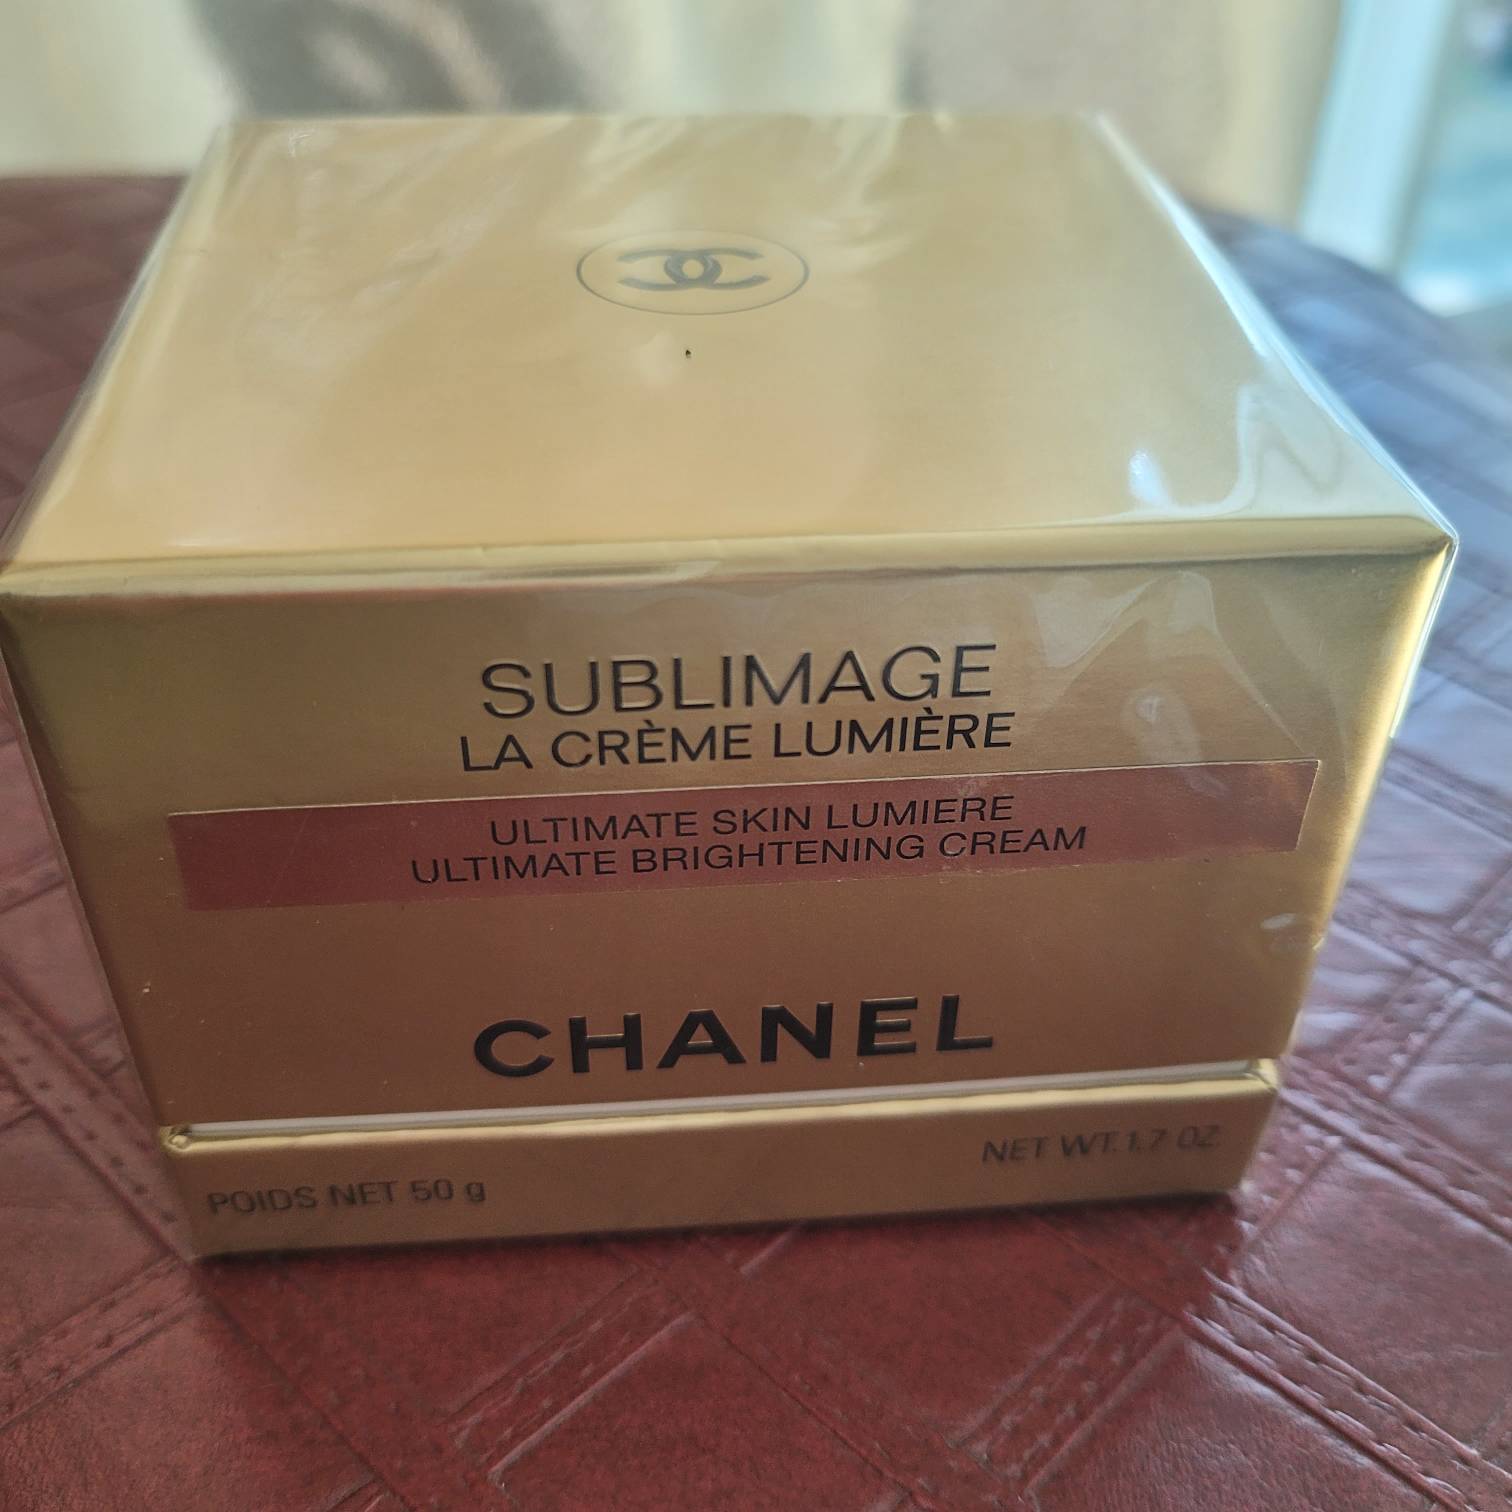 SUBLIMAGE
LA CRÈME LUMIÈRE
ULTIMATE SKIN LUMIERE
ULTIMATE BRIGHTENING CREAM
CHANEL
POIDS NET 50 g
NET WT. 1.7 OZ